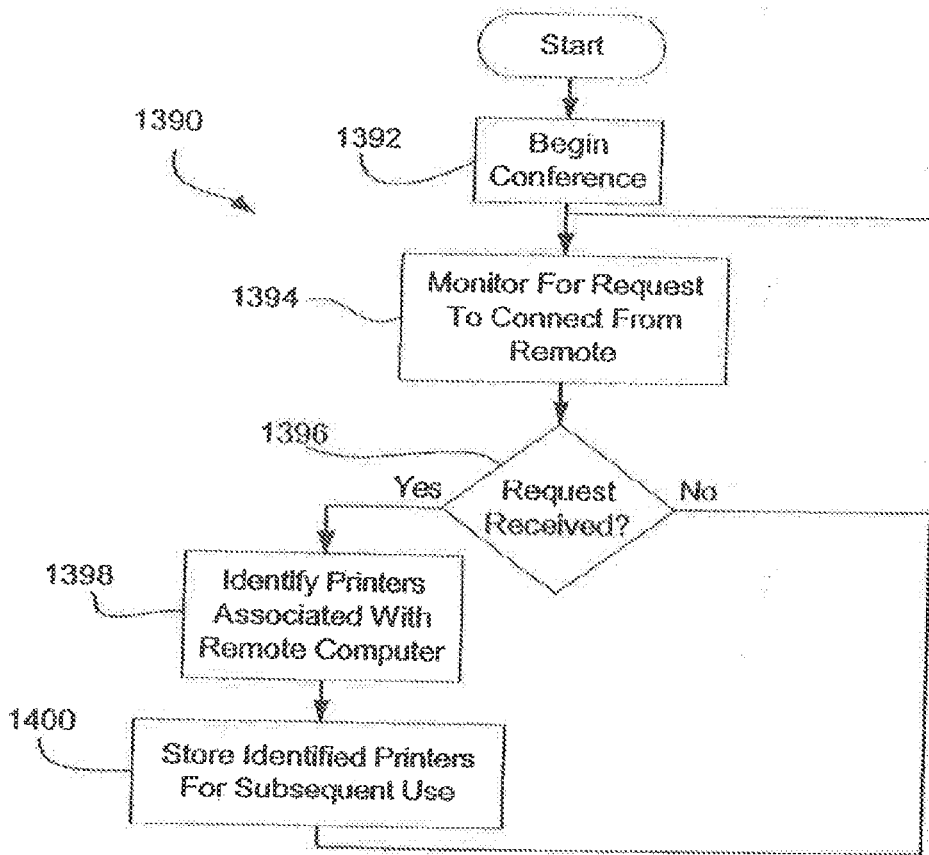 Start
1390
1392
Begin
Conference
1394
Monitor For Request
To Connect From
Remote
1396
Yes
Request
Received?
No
1398
Identify Printers
Associated With
Remote Computer
1400
Store Identified Printers
For Subsequent Use